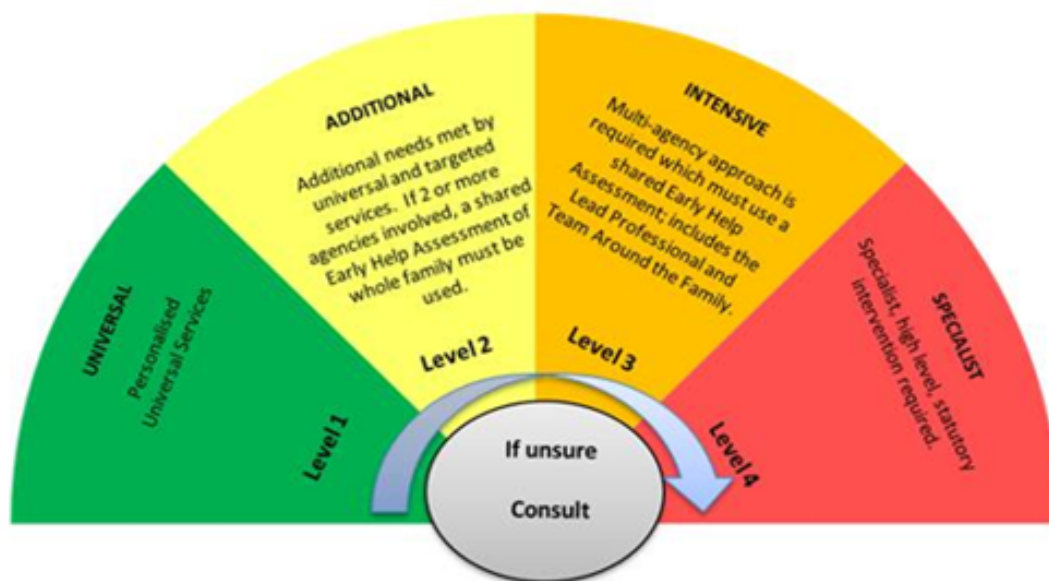 UNIVERSAL
Personalised
Universal Services
Level 1
ADDITIONAL
Additional needs met by
universal and targeted
services. If 2 or more
agencies involved, a shared
Early Help Assessment of
whole family must be
used.
Level 2
INTENSIVE
Multi-agency approach is
required which must use a
shared Early Help
Assessment; includes the
Lead Professional and
Team Around the Family.
Level 3
SPECIALIST
Specialist, high level, statutory
intervention required.
Level 4
If unsure
Consult